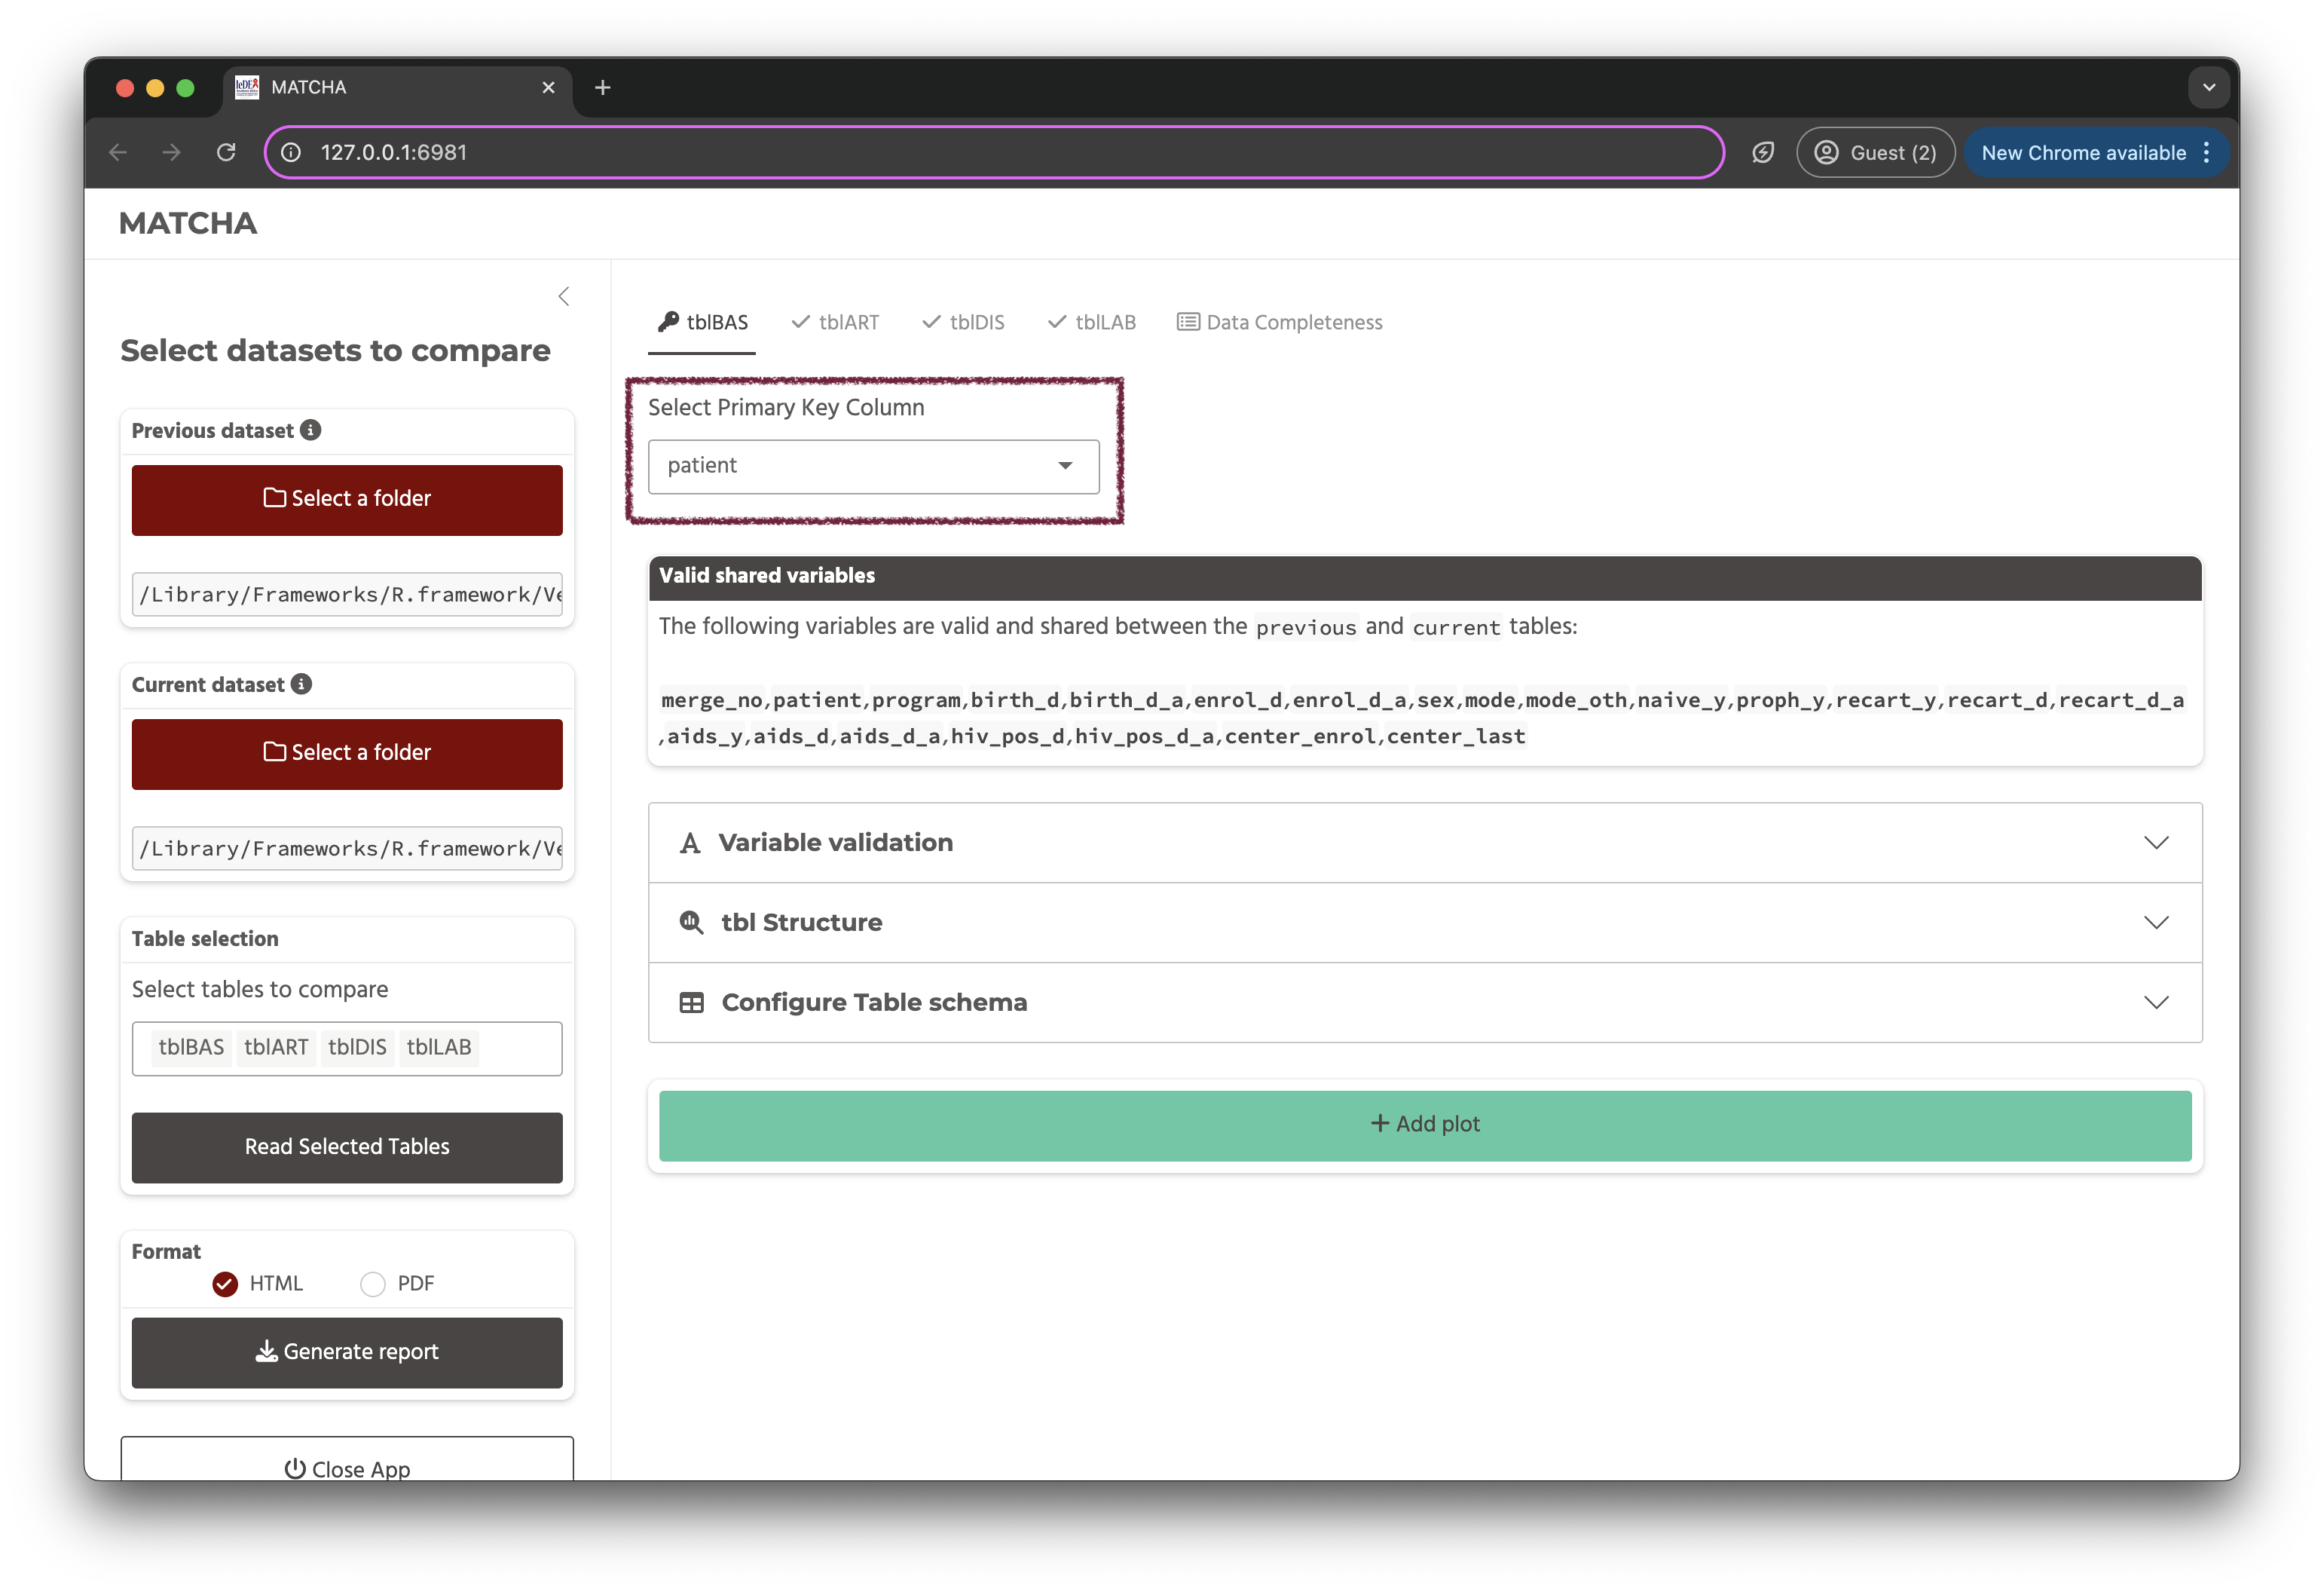 MATCHA
127.0.0.1:6981
Guest (2)
New Chrome available
MATCHA
Select datasets to compare
Previous dataset
Select a folder
/Library/Frameworks/R.framework/Ve
Current dataset
Select a folder
/Library/Frameworks/R.framework/Ve
Table selection
Select tables to compare
tblBAS tblART tblDIS tblLAB
Read Selected Tables
Format
HTML PDF
Generate report
Close App
tblBAS tblART tblDIS tblLAB Data Completeness
Select Primary Key Column
patient
Valid shared variables
The following variables are valid and shared between the previous and current tables:
merge_no,patient,program,birth_d,birth_d_a,enrol_d,enrol_d_a,sex,mode,mode_oth,naive_y,proph_y,recart_y,recart_d,recart_d_a
,aids_y,aids_d,aids_d_a,hiv_pos_d,hiv_pos_d_a,center_enrol,center_last
Variable validation
tbl Structure
Configure Table schema
+ Add plot